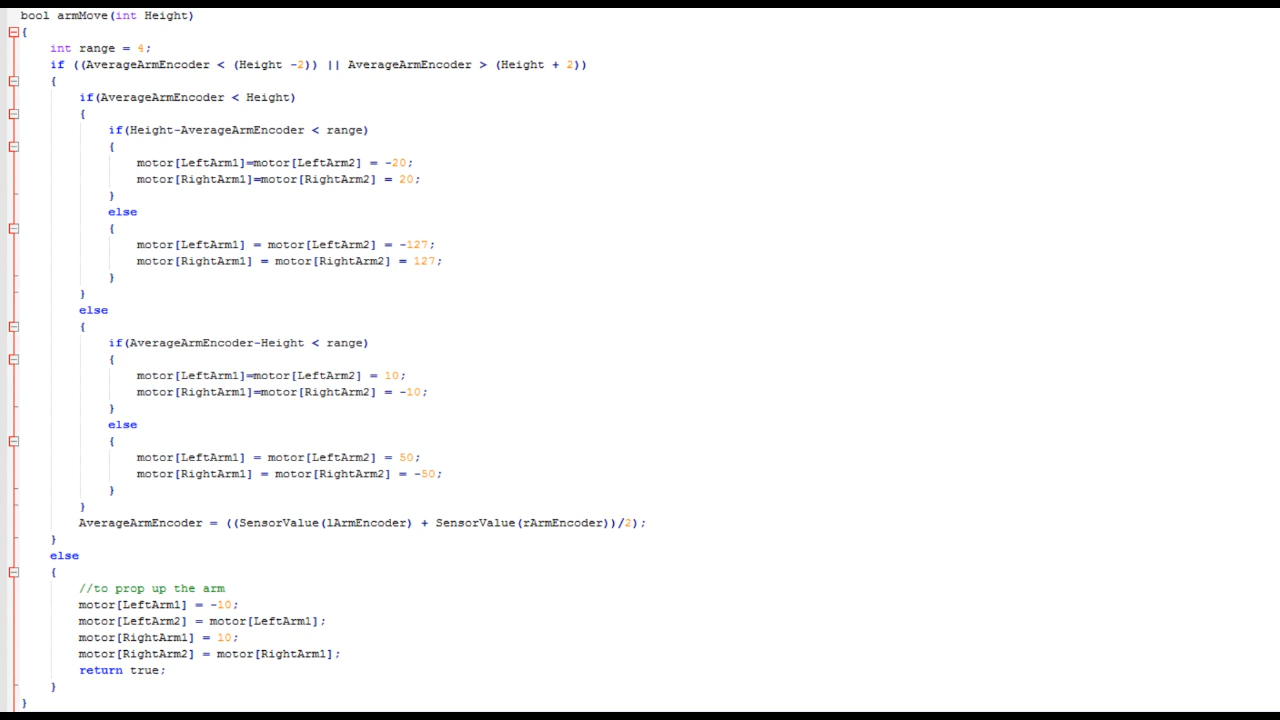 bool armMove(int Height)
{
int range = 4;
if ((AverageArmEncoder < (Height -2)) || AverageArmEncoder > (Height + 2))
{
if(AverageArmEncoder < Height)
{
if(Height-AverageArmEncoder < range)
{
motor[LeftArm1]=motor[LeftArm2] = -20;
motor[RightArm1]=motor[RightArm2] = 20;
}
else
{
motor[LeftArm1] = motor[LeftArm2] = -127;
motor[RightArm1] = motor[RightArm2] = 127;
}
}
else
{
if(AverageArmEncoder-Height < range)
{
motor[LeftArm1]=motor[LeftArm2] = 10;
motor[RightArm1]=motor[RightArm2] = -10;
}
else
{
motor[LeftArm1] = motor[LeftArm2] = 50;
motor[RightArm1] = motor[RightArm2] = -50;
}
}
AverageArmEncoder = ((SensorValue(lArmEncoder) + SensorValue(rArmEncoder))/2);
}
else
{
//to prop up the arm
motor[LeftArm1] = -10;
motor[LeftArm2] = motor[LeftArm1];
motor[RightArm1] = 10;
motor[RightArm2] = motor[RightArm1];
return true;
}
}